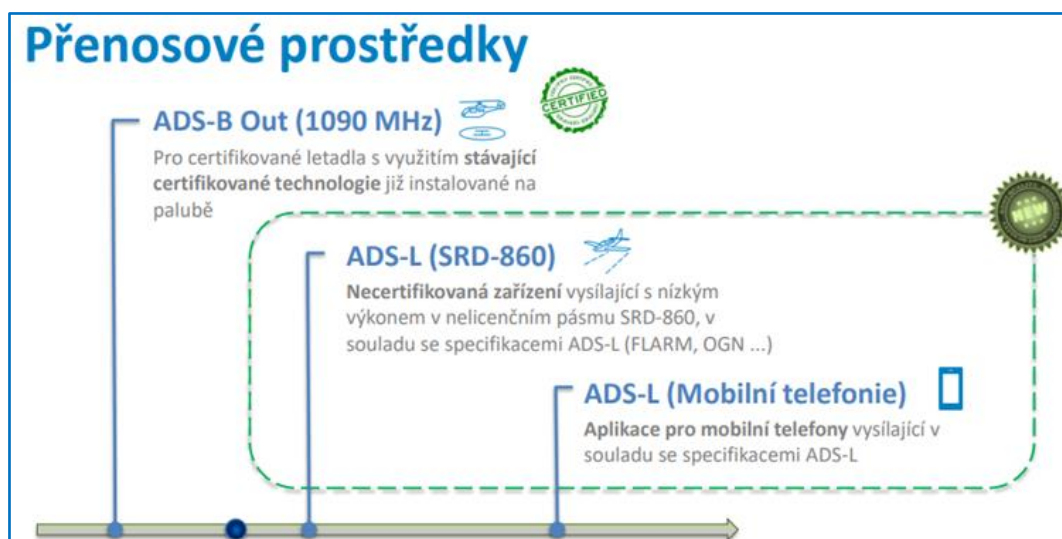 Přenosové prostředky
ADS-B Out (1090 MHz)
CERTIFIED
Pro certifikované letadla s využitím stávající
certifikované technologie již instalované na
palubě
NEW
ADS-L (SRD-860)
Necertifikovaná zařízení vysílající s nízkým
výkonem v nelicenčním pásmu SRD-860, v
souladu se specifikacemi ADS-L (FLARM, OGN ...)
ADS-L (Mobilní telefonie)
Aplikace pro mobilní telefony vysílající v
souladu se specifikacemi ADS-L